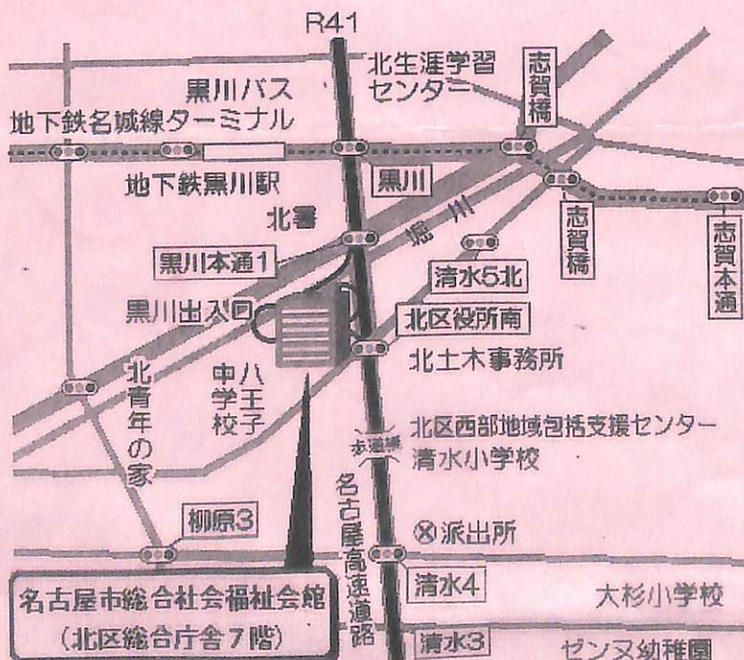 R41
北生涯学習
センター
志賀橋
黒川バス
ターミナル
地下鉄名城線
地下鉄黒川駅
黒川
北署
堀川
志賀橋
志賀本通
黒川本通1
清水5北
黒川出入口
北区役所南
北土木事務所
八王子
中学校
北青年の家
北区西部地域包括支援センター
歩道橋
清水小学校
名古屋高速道路
柳原3
派出所
清水4
大杉小学校
名古屋市総合社会福祉会館
(北区総合庁舎7階)
清水3
ゼンヌ幼稚園